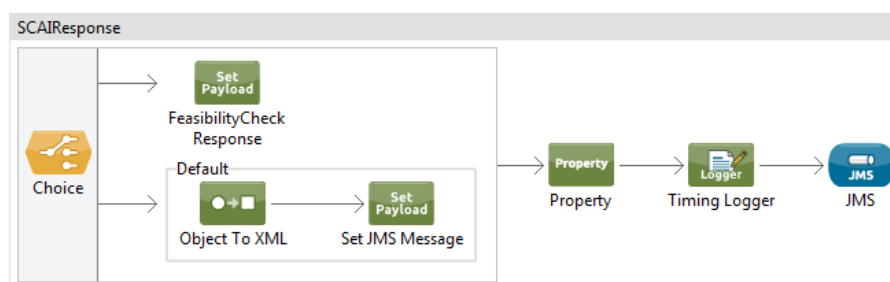 SCAIResponse
Set
Payload
FeasibilityCheck
Response
Choice
Default
Object To XML
Set
Payload
Set JMS Message
Property
Property
Logger
Timing Logger
JMS
JMS